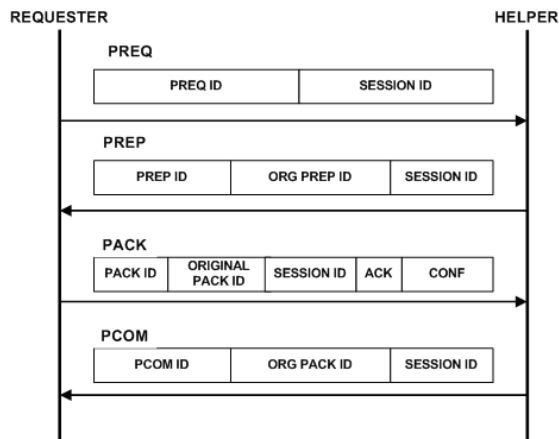 REQUESTER
HELPER
PREQ
PREQ ID
SESSION ID
PREP
PREP ID
ORG PREP ID
SESSION ID
PACK
PACK ID
ORIGINAL
PACK ID
SESSION ID
ACK
CONF
PCOM
PCOM ID
ORG PACK ID
SESSION ID